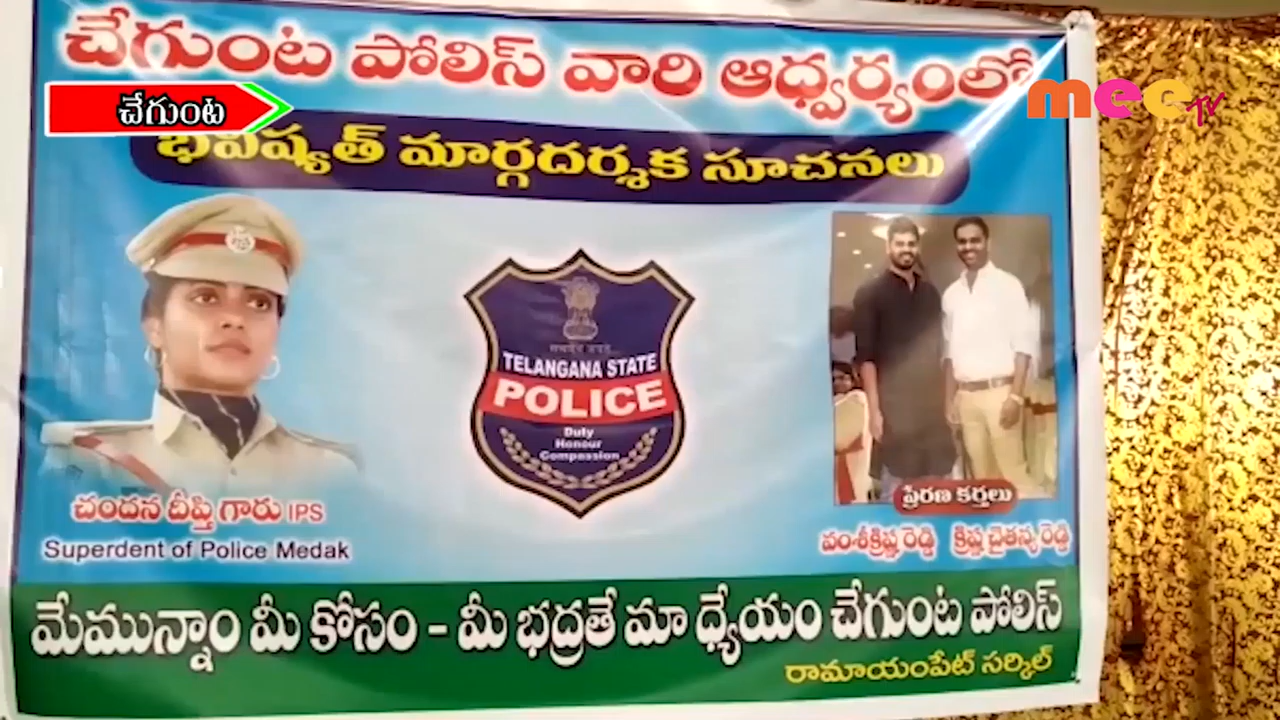 చేగుంట పోలిస్ వారి ఆధ్వర్యంలో
mee TV
చేగుంట
భవిష్యత్ మార్గదర్శక సూచనలు
TELANGANA STATE
POLICE
Duty
Honour
Compassion
ప్రేరణ కర్తలు
చందన దీప్తి గారు IPS
వంశీక్రిష్ణ రెడ్డి క్రిష్ణ చైతన్య రెడ్డి
Superdent of Police Medak
మేమున్నాం మీ కోసం - మీ భద్రతే మా ధ్యేయం చేగుంట పోలిస్
రామాయంపేట్ సర్కిల్